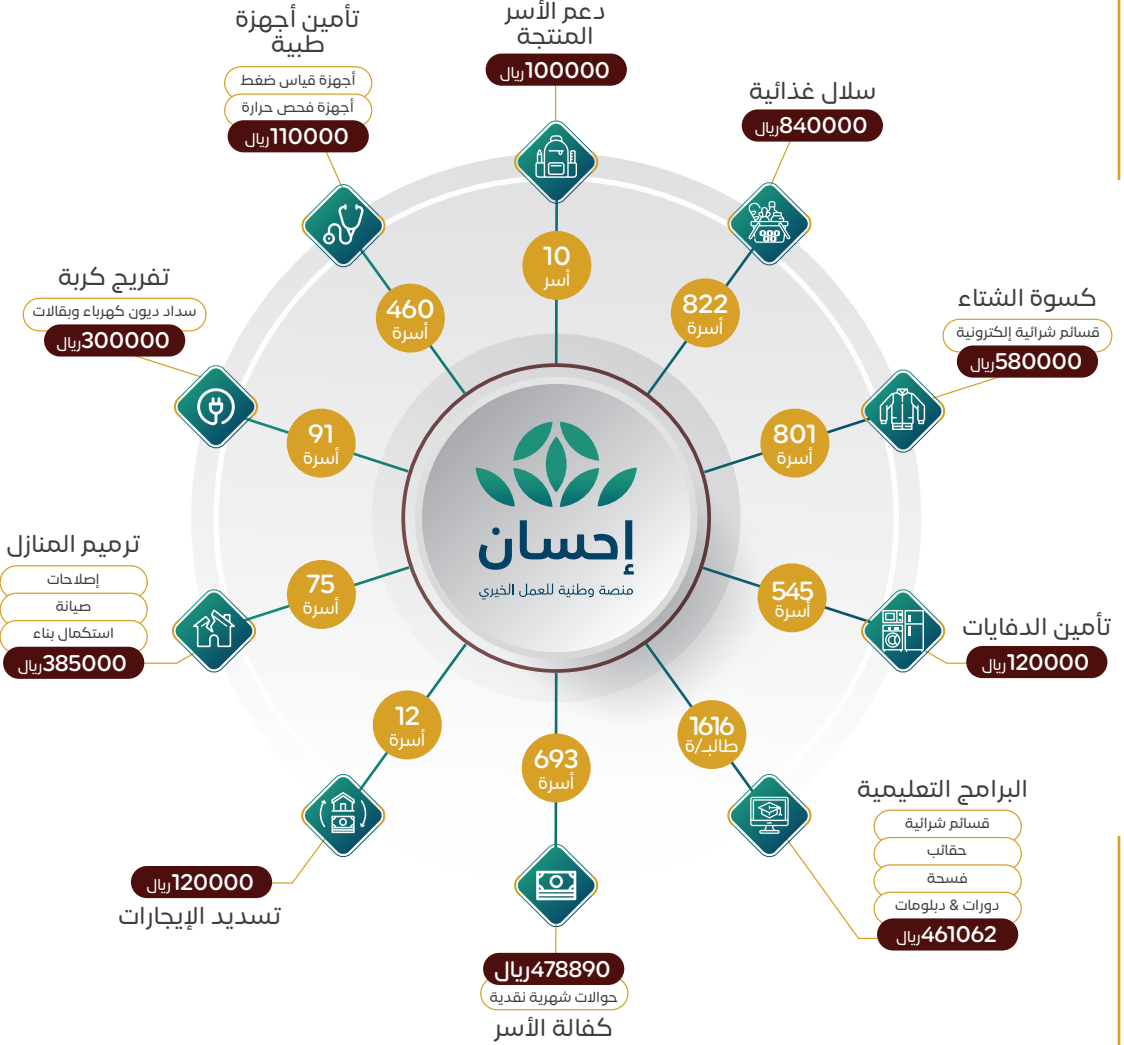 دعم الأسر
المنتجة
100000ريال
10
أسر
سلال غذائية
840000ريال
822
أسرة
كسوة الشتاء
قسائم شرائية إلكترونية
580000ريال
801
أسرة
تأمين الدفايات
120000ريال
545
أسرة
البرامج التعليمية
قسائم شرائية
حقائب
فسحة
دورات & دبلومات
461062ريال
1616
طالبـ/ة
693
أسرة
478890ريال
حوالات شهرية نقدية
كفالة الأسر
12
أسرة
120000ريال
تسديد الإيجارات
ترميم المنازل
إصلاحات
صيانة
استكمال بناء
385000ريال
75
أسرة
تفريج كربة
سداد ديون كهرباء وبقالات
300000ريال
91
أسرة
تأمين أجهزة
طبية
أجهزة قياس ضغط
أجهزة فحص حرارة
110000ريال
460
أسرة
إحسان
منصة وطنية للعمل الخيري